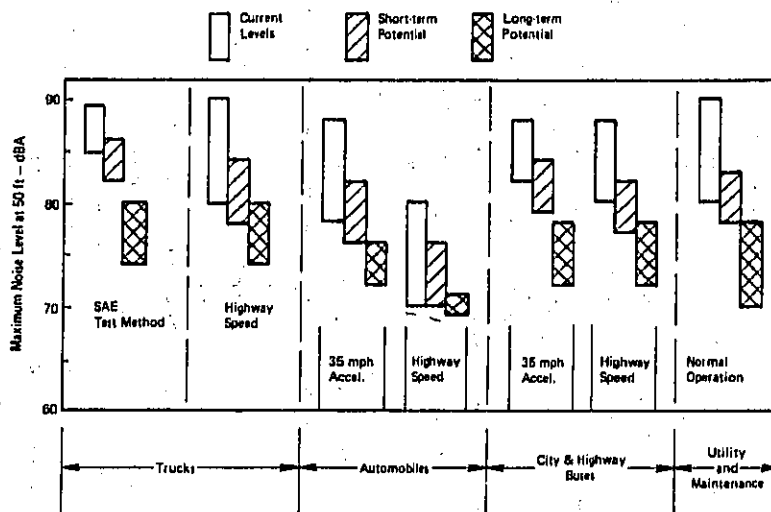 Current
Levels
Short-term
Potential
Long-term
Potential
Maximum Noise Level at 50 ft – dBA
90
80
70
60
SAE
Test Method
Highway
Speed
35 mph
Accel.
Highway
Speed
35 mph
Accel.
Highway
Speed
Normal
Operation
Trucks
Automobiles
City & Highway
Buses
Utility
and
Maintenance